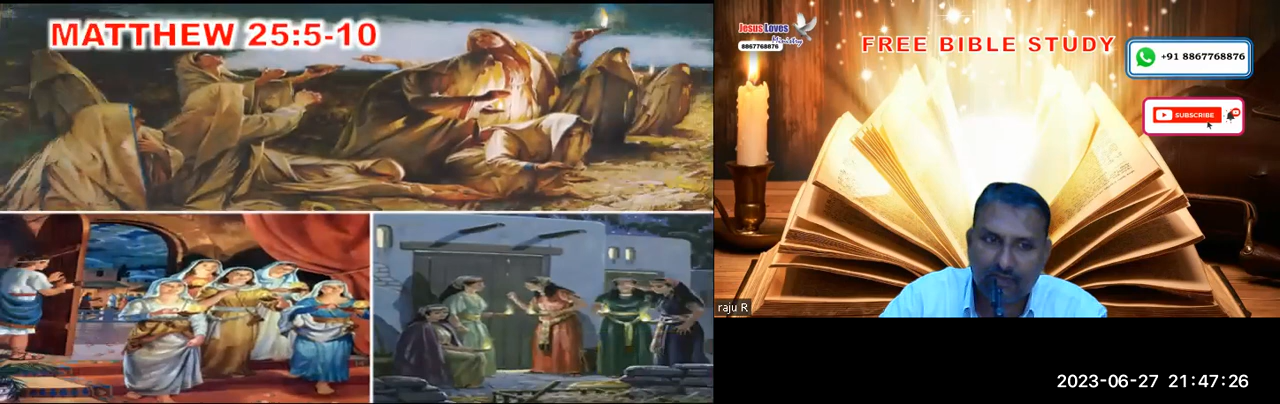 MATTHEW 25:5-10
Jesus Loves
Ministry
8867768876
FREE BIBLE STUDY
+91 8867768876
SUBSCRIBE
raju R
2023-06-27 21:47:26